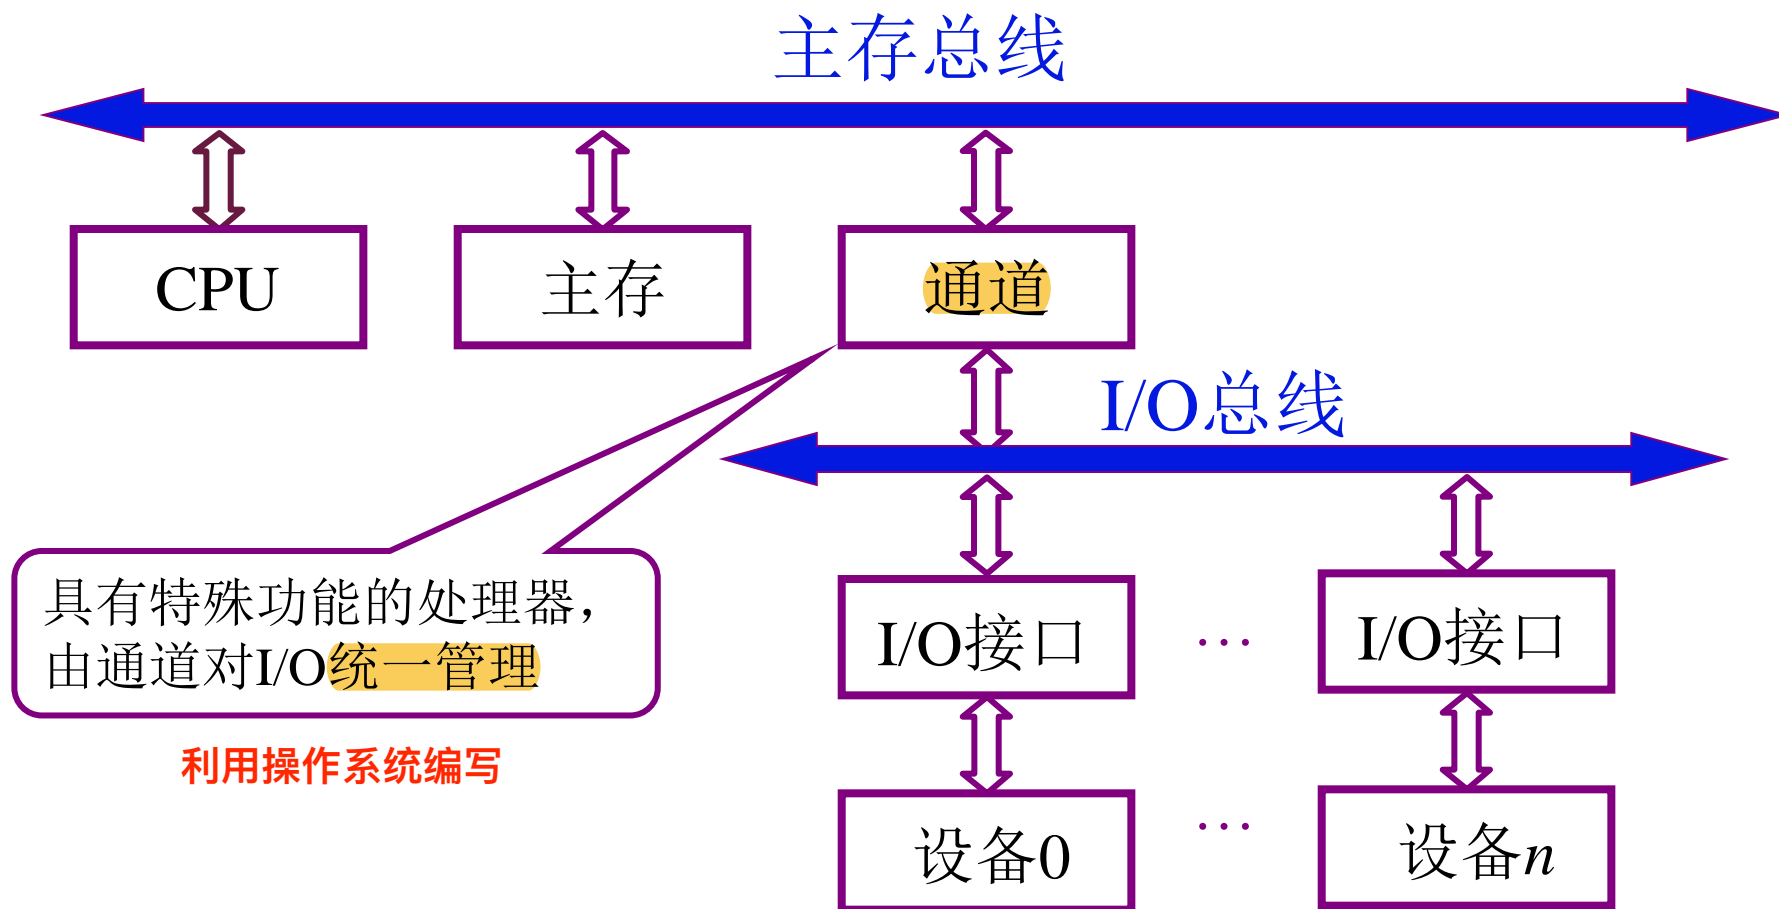 主存总线
CPU
主存
通道
I/O总线
具有特殊功能的处理器，
由通道对I/O统一管理
利用操作系统编写
I/O接口
…
I/O接口
设备0
…
设备n